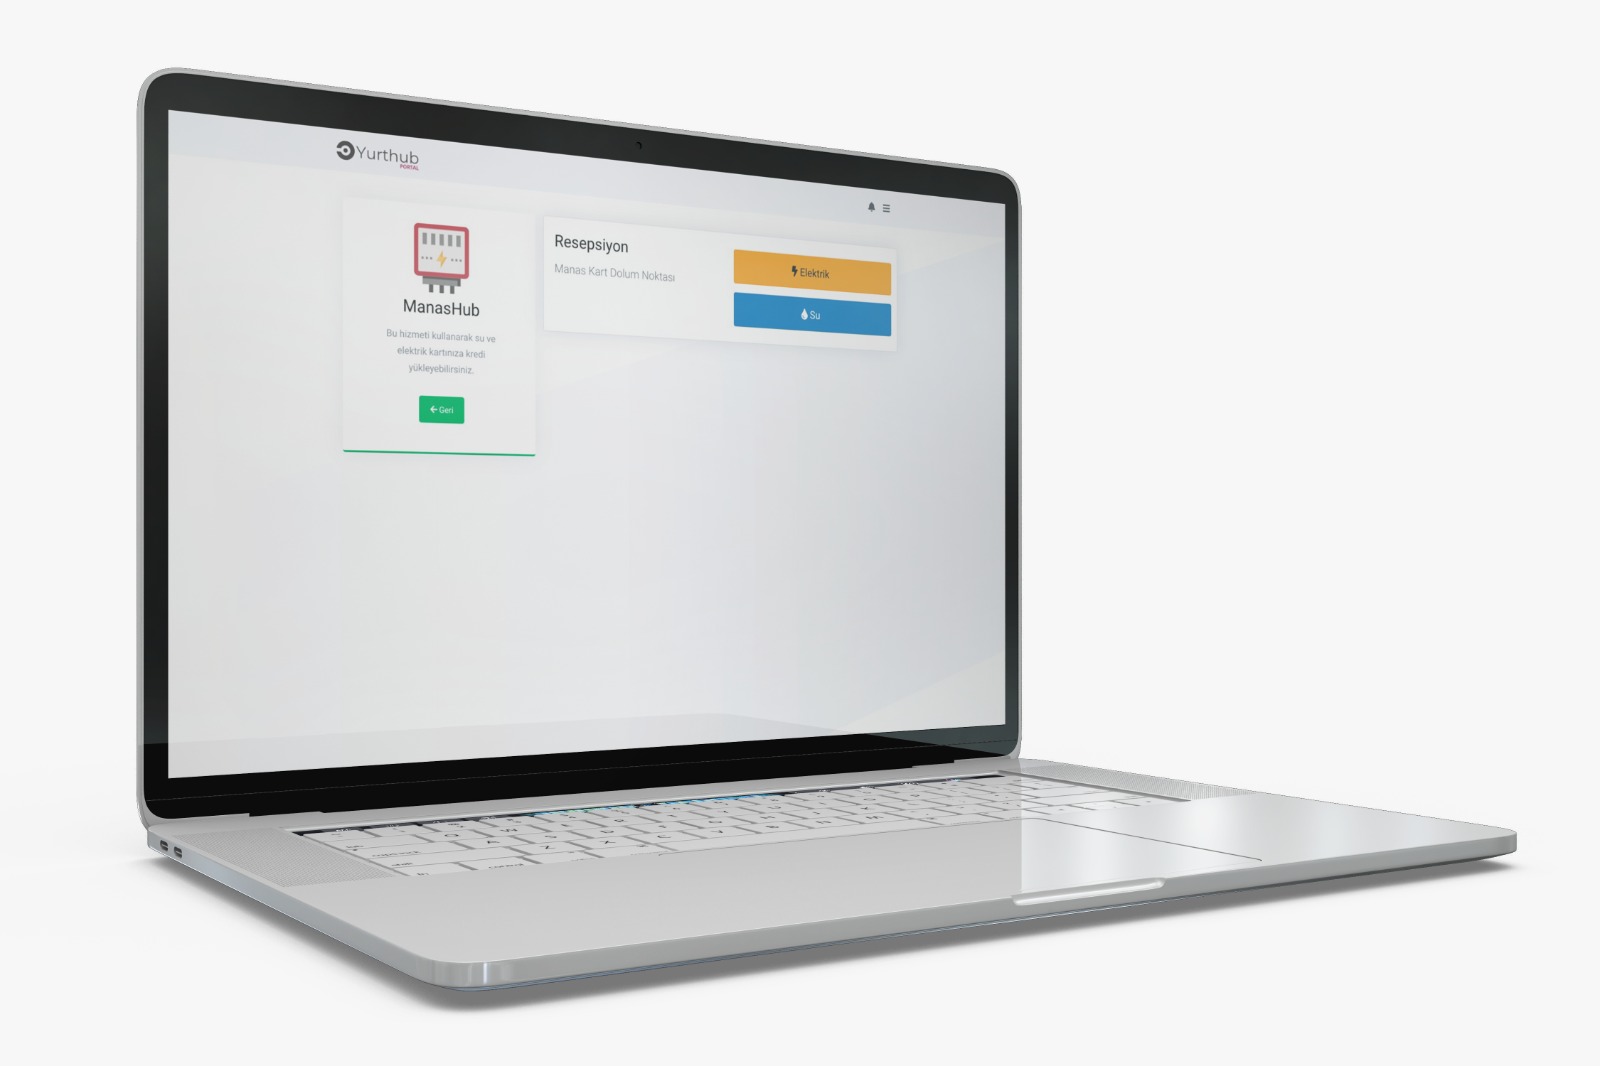 Yurthub
PORTAL
ManasHub
Bu hizmeti kullanarak su ve
elektrik kartınıza kredi
yükleyebilirsiniz.
Geri
Resepsiyon
Manas Kart Dolum Noktası
Elektrik
Su